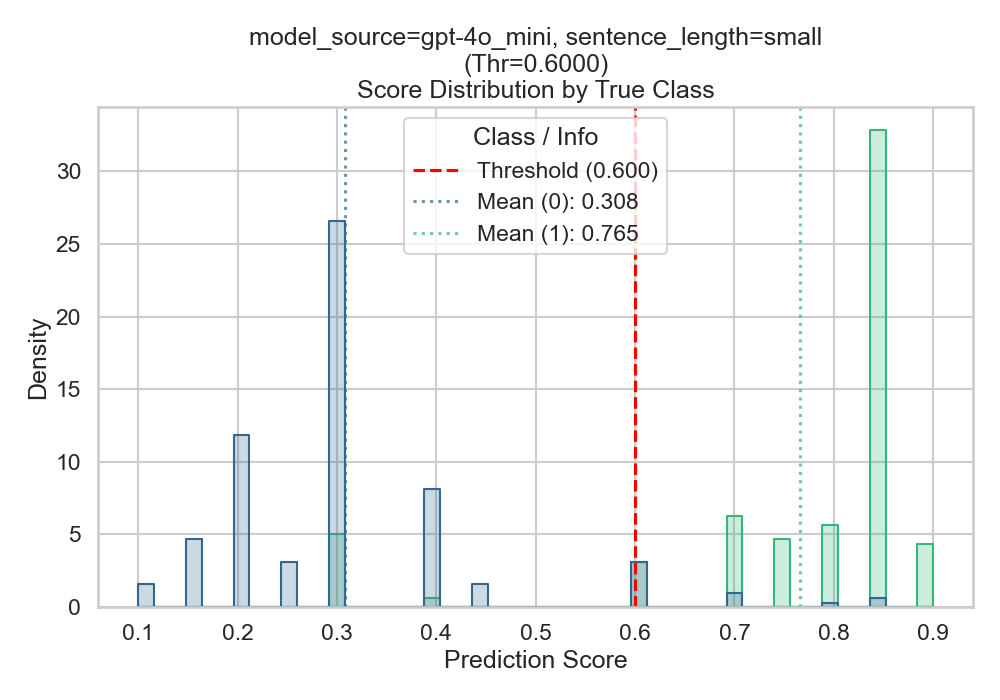 model_source=gpt-4o_mini, sentence_length=small
(Thr=0.6000)
Score Distribution by True Class
Class / Info
Threshold (0.600)
Mean (0): 0.308
Mean (1): 0.765
Density
30
25
20
15
10
5
0
0.1 0.2 0.3 0.4 0.5 0.6 0.7 0.8 0.9
Prediction Score